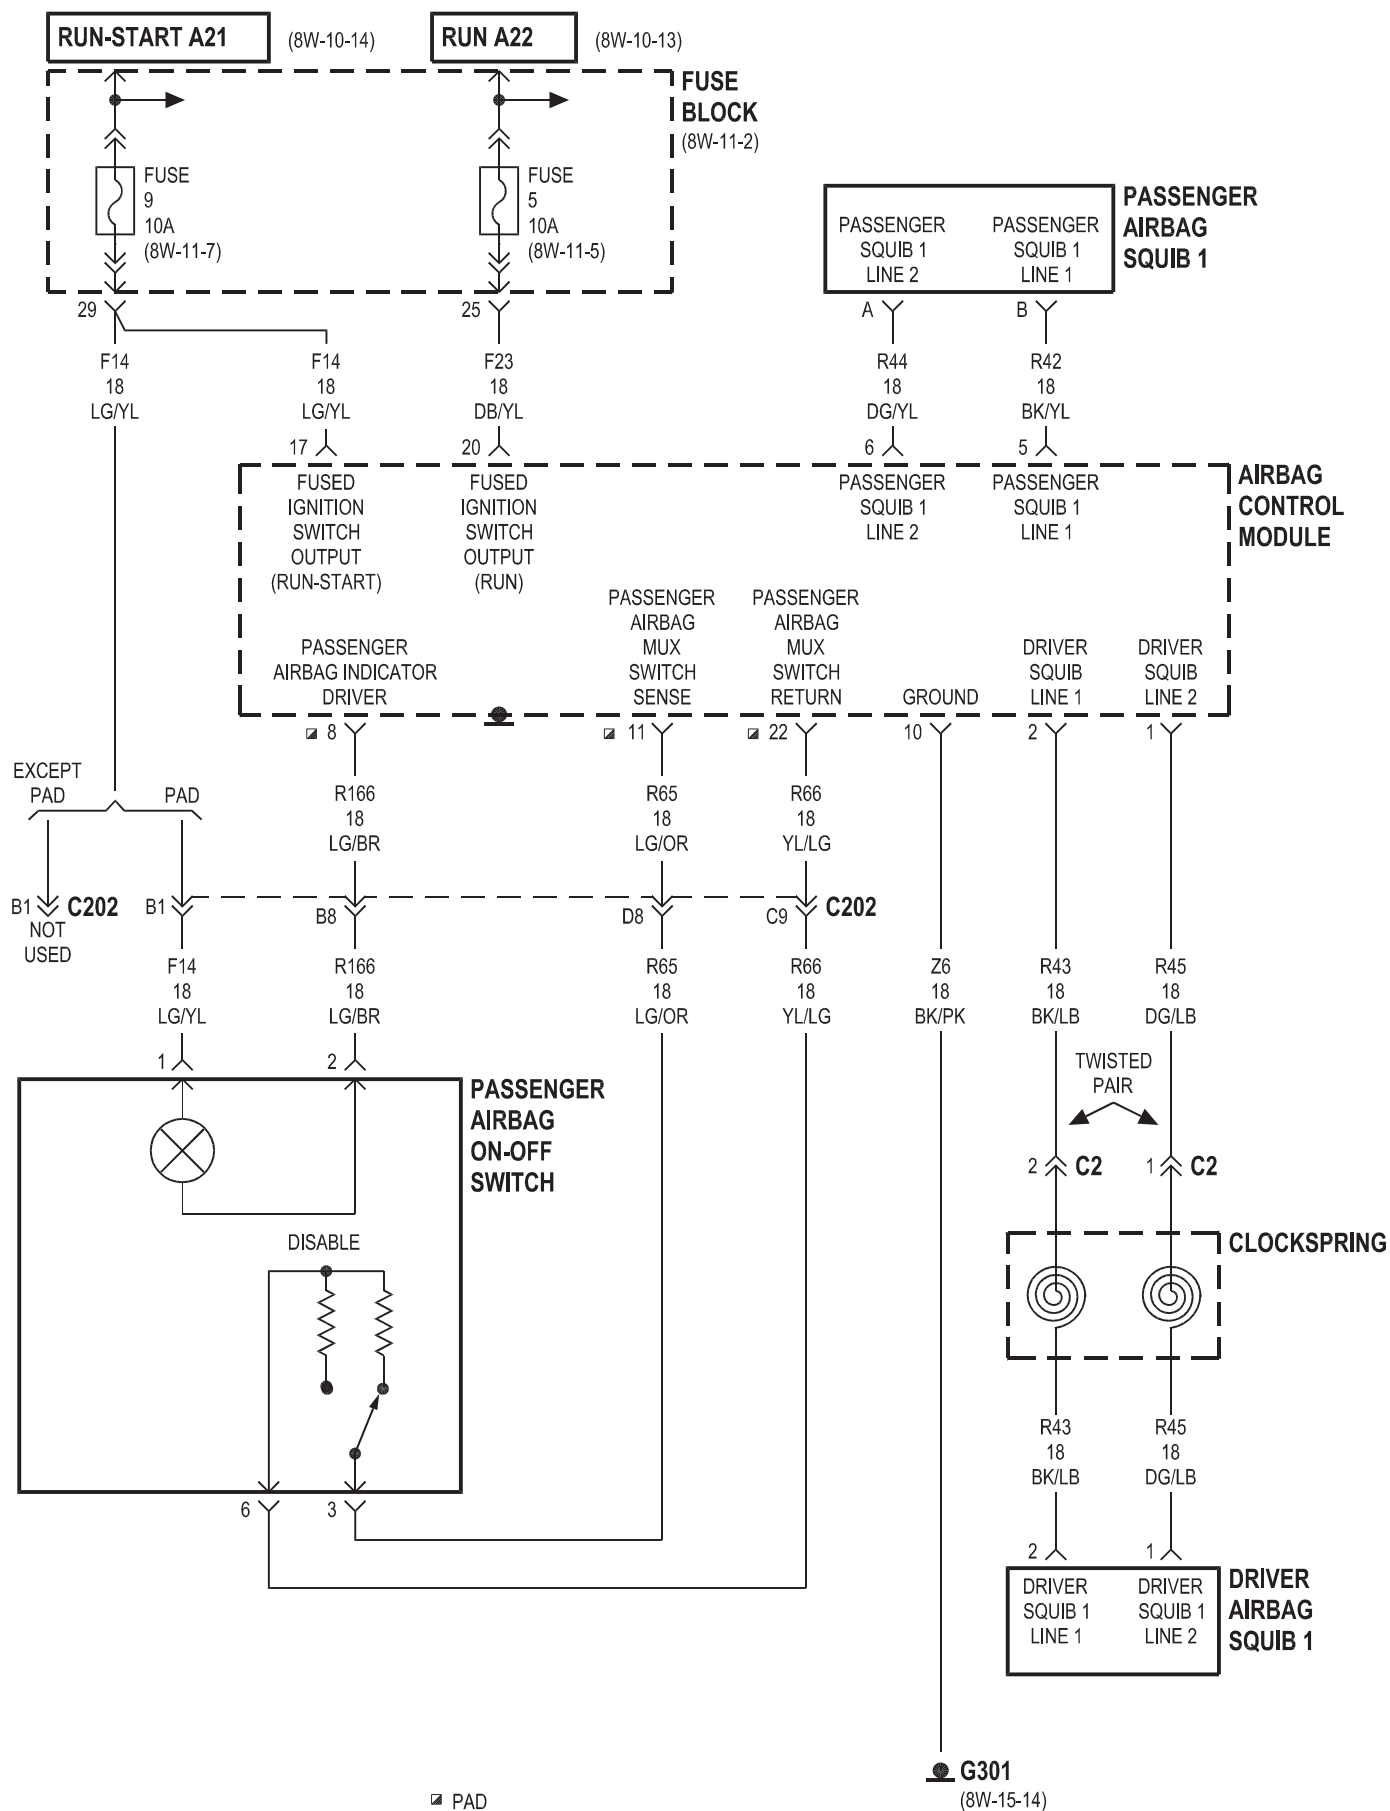 RUN-START A21
(8W-10-14)
RUN A22
(8W-10-13)
FUSE
BLOCK
(8W-11-2)
FUSE
9
10A
(8W-11-7)
FUSE
5
10A
(8W-11-5)
PASSENGER
SQUIB 1
LINE 2
PASSENGER
SQUIB 1
LINE 1
PASSENGER
AIRBAG
SQUIB 1
29
25
A
B
F14
18
LG/YL
F14
18
LG/YL
F23
18
DB/YL
R44
18
DG/YL
R42
18
BK/YL
17
20
6
5
FUSED
IGNITION
SWITCH
OUTPUT
(RUN-START)
FUSED
IGNITION
SWITCH
OUTPUT
(RUN)
PASSENGER
SQUIB 1
LINE 2
PASSENGER
SQUIB 1
LINE 1
AIRBAG
CONTROL
MODULE
PASSENGER
AIRBAG INDICATOR
DRIVER
PASSENGER
AIRBAG
MUX
SWITCH
SENSE
PASSENGER
AIRBAG
MUX
SWITCH
RETURN
GROUND
DRIVER
SQUIB
LINE 1
DRIVER
SQUIB
LINE 2
8
11
22
10
2
1
EXCEPT
PAD
PAD
R166
18
LG/BR
R65
18
LG/OR
R66
18
YL/LG
B1
C202
NOT
USED
B1
B8
D8
C9
C202
F14
18
LG/YL
R166
18
LG/BR
R65
18
LG/OR
R66
18
YL/LG
Z6
18
BK/PK
R43
18
BK/LB
R45
18
DG/LB
1
2
TWISTED
PAIR
PASSENGER
AIRBAG
ON-OFF
SWITCH
2
C2
1
C2
DISABLE
CLOCKSPRING
R43
18
BK/LB
R45
18
DG/LB
6
3
2
1
DRIVER
SQUIB 1
LINE 1
DRIVER
SQUIB 1
LINE 2
DRIVER
AIRBAG
SQUIB 1
G301
(8W-15-14)
PAD